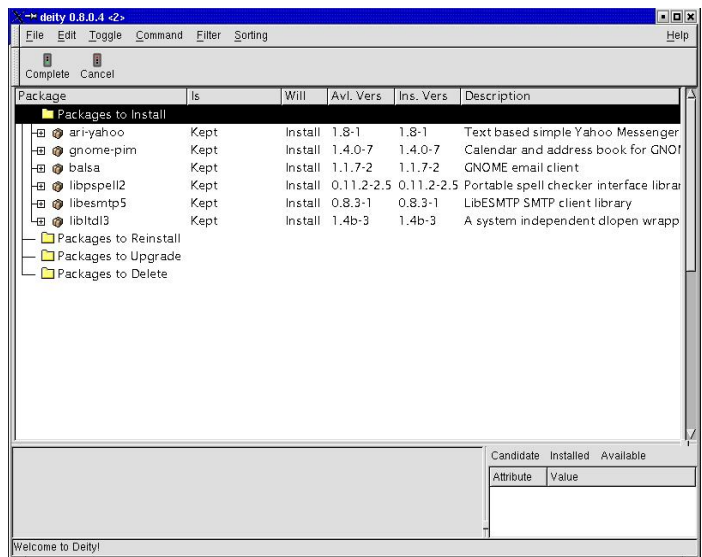 deity 0.8.0.4 <2>
File Edit Toggle Command Filter Sorting Help
Complete Cancel
Package Is Will Avl. Vers Ins. Vers Description
Packages to Install
ari-yahoo Kept Install 1.8-1 1.8-1 Text based simple Yahoo Messenger
gnome-pim Kept Install 1.4.0-7 1.4.0-7 Calendar and address book for GNO
balsa Kept Install 1.1.7-2 1.1.7-2 GNOME email client
libpspell2 Kept Install 0.11.2-2.5 0.11.2-2.5 Portable spell checker interface librar
libesmtp5 Kept Install 0.8.3-1 0.8.3-1 LibESMTP SMTP client library
libltdl3 Kept Install 1.4b-3 1.4b-3 A system independent dlopen wrapp
Packages to Reinstall
Packages to Upgrade
Packages to Delete
Candidate Installed Available
Attribute Value
Welcome to Deity!